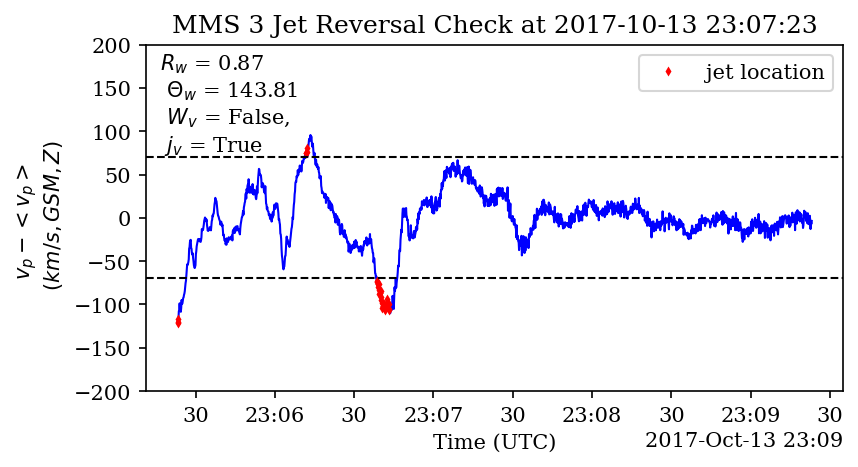 MMS 3 Jet Reversal Check at 2017-10-13 23:07:23
200
150
100
50
0
−50
−100
−150
−200
v_p − < v_p >
(km/s, GSM, Z)
R_w = 0.87
Θ_w = 143.81
W_v = False,
j_v = True
jet location
30 23:06 30 23:07 30 23:08 30 23:09 30
Time (UTC)
2017-Oct-13 23:09